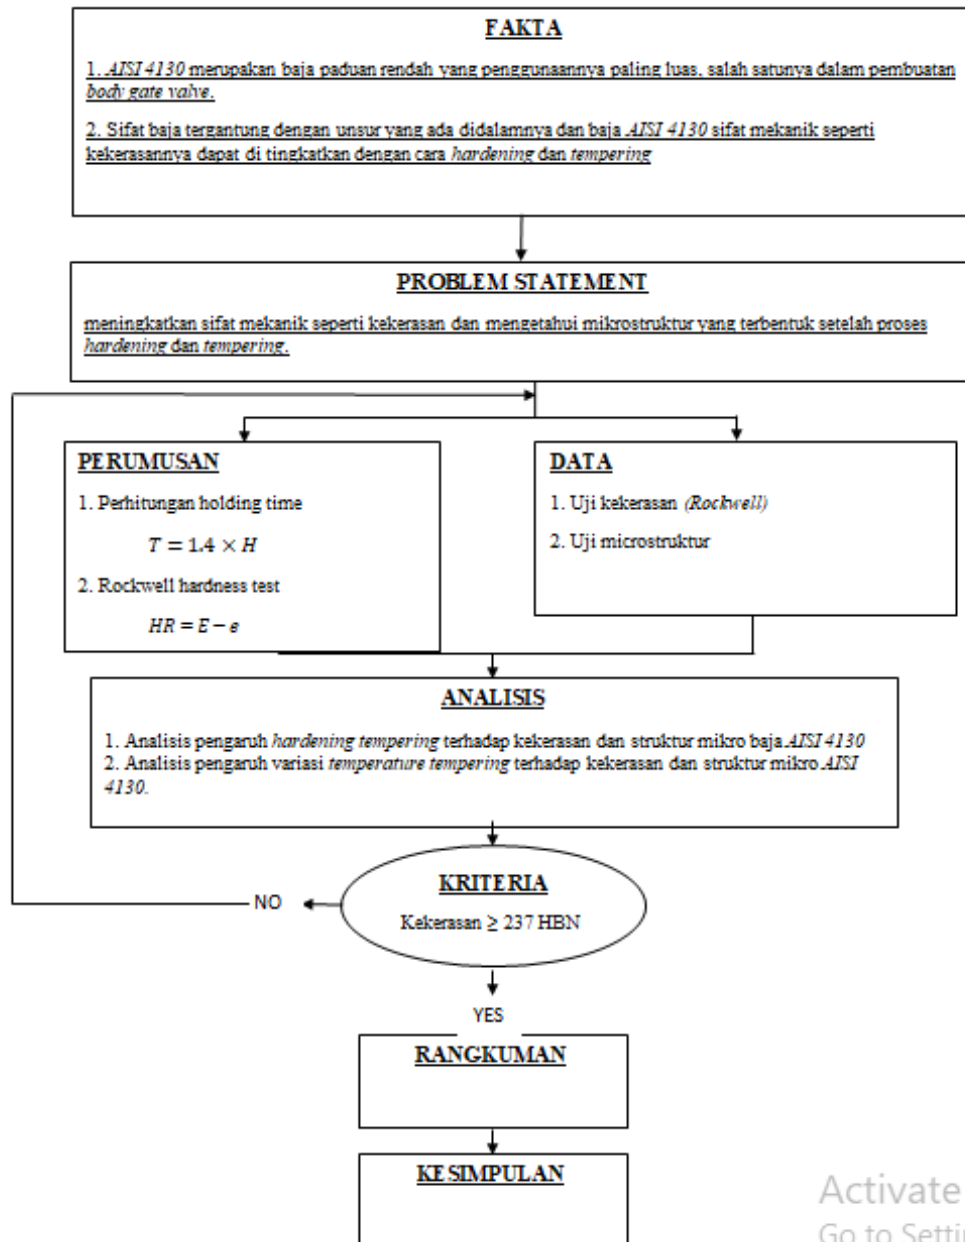 FAKTA
1. AISI 4130 merupakan baja paduan rendah yang penggunaannya paling luas, salah satunya dalam pembuatan
body gate valve.
2. Sifat baja tergantung dengan unsur yang ada didalamnya dan baja AISI 4130 sifat mekanik seperti
kekerasannya dapat di tingkatkan dengan cara hardening dan tempering
PROBLEM STATEMENT
meningkatkan sifat mekanik seperti kekerasan dan mengetahui mikrostruktur yang terbentuk setelah proses
hardening dan tempering.
PERUMUSAN
1. Perhitungan holding time
T = 1.4 × H
2. Rockwell hardness test
HR = E − e
DATA
1. Uji kekerasan (Rockwell)
2. Uji microstruktur
ANALISIS
1. Analisis pengaruh hardening tempering terhadap kekerasan dan struktur mikro baja AISI 4130
2. Analisis pengaruh variasi temperature tempering terhadap kekerasan dan struktur mikro AISI
4130.
KRITERIA
Kekerasan ≥ 237 HBN
NO
YES
RANGKUMAN
KESIMPULAN
Activate
Go to Setti